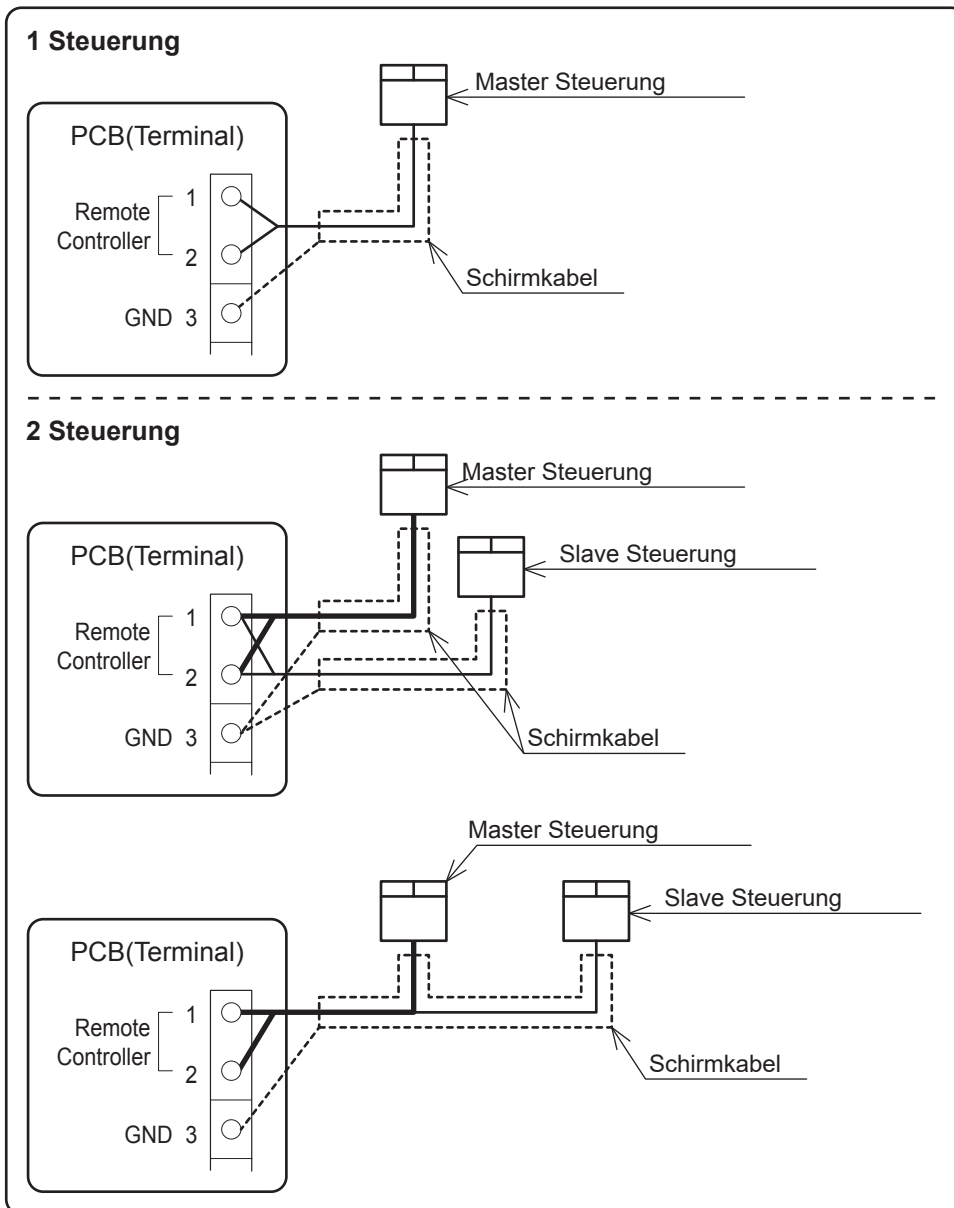 1 Steuerung
Master Steuerung
PCB(Terminal)
Remote
Controller
1
2
GND 3
Schirmkabel
2 Steuerung
Master Steuerung
Slave Steuerung
PCB(Terminal)
Remote
Controller
1
2
GND 3
Schirmkabel
Master Steuerung
Slave Steuerung
PCB(Terminal)
Remote
Controller
1
2
GND 3
Schirmkabel